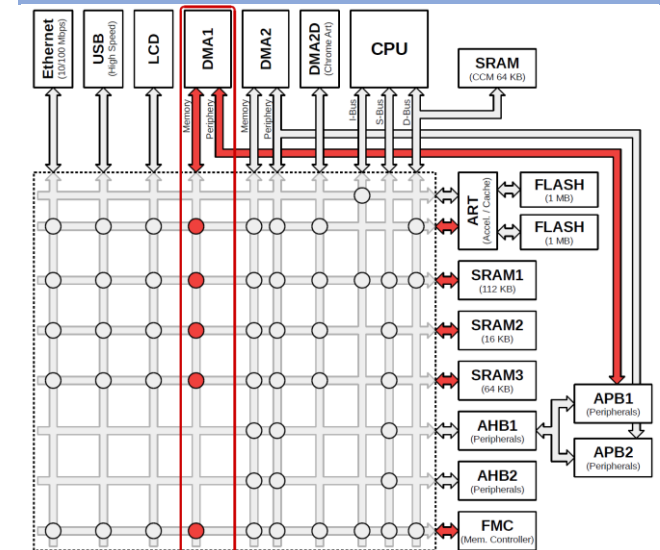 Ethernet
(10/100 Mbps)
USB
(High Speed)
LCD
DMA1
DMA2
DMA2D
(Chrome Art)
CPU
SRAM
(CCM 64 KB)
Memory
Periphery
Memory
Periphery
I-Bus
S-Bus
D-Bus
ART
(Accel. / Cache)
FLASH
(1 MB)
FLASH
(1 MB)
SRAM1
(112 KB)
SRAM2
(16 KB)
SRAM3
(64 KB)
AHB1
(Peripherals)
APB1
(Peripherals)
APB2
(Peripherals)
AHB2
(Peripherals)
FMC
(Mem. Controller)